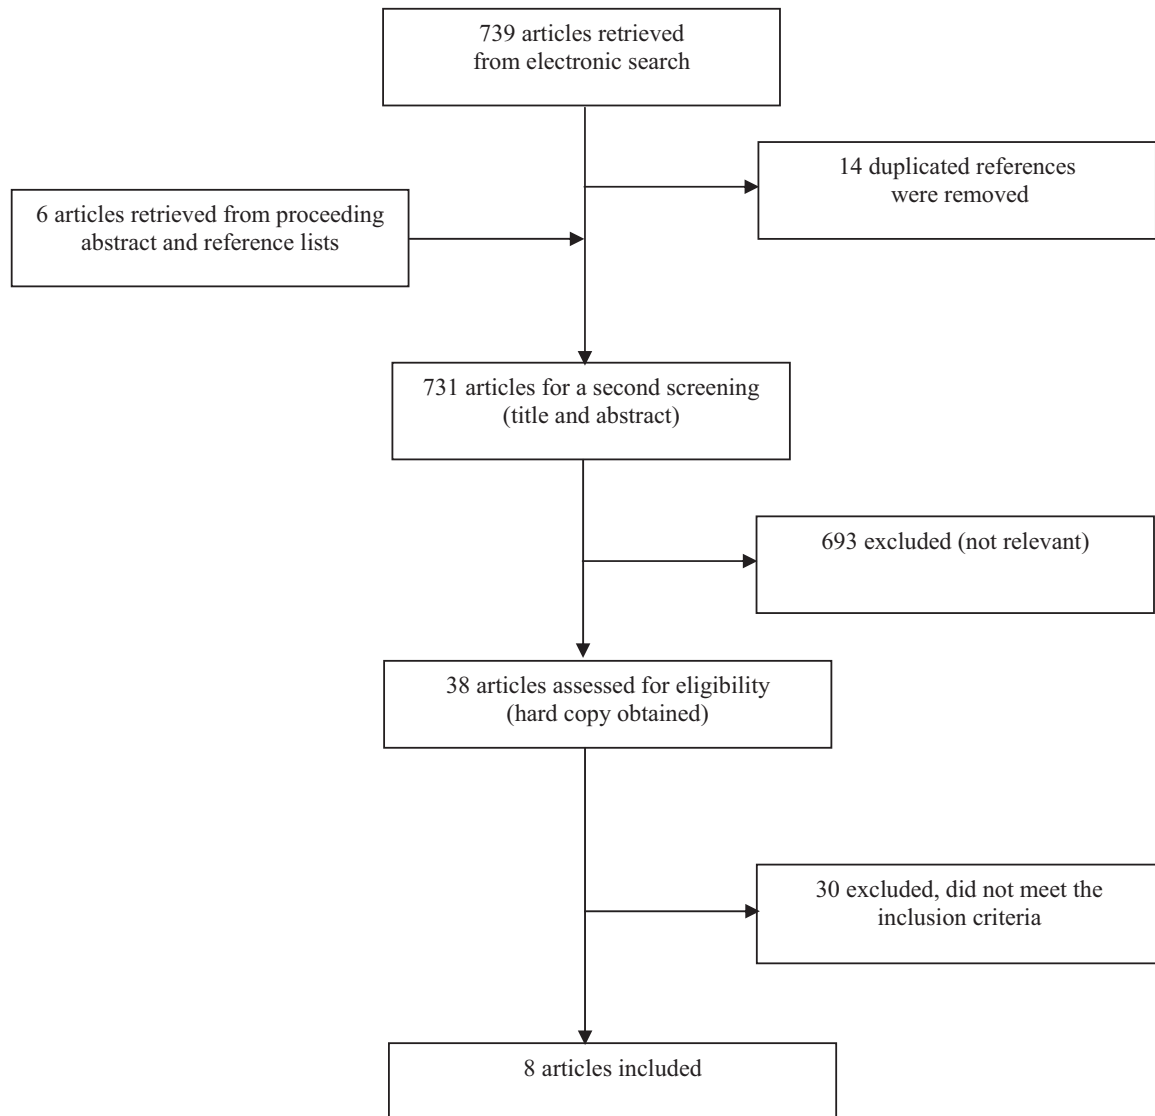 739 articles retrieved
from electronic search
14 duplicated references
were removed
6 articles retrieved from proceeding
abstract and reference lists
731 articles for a second screening
(title and abstract)
693 excluded (not relevant)
38 articles assessed for eligibility
(hard copy obtained)
30 excluded, did not meet the
inclusion criteria
8 articles included